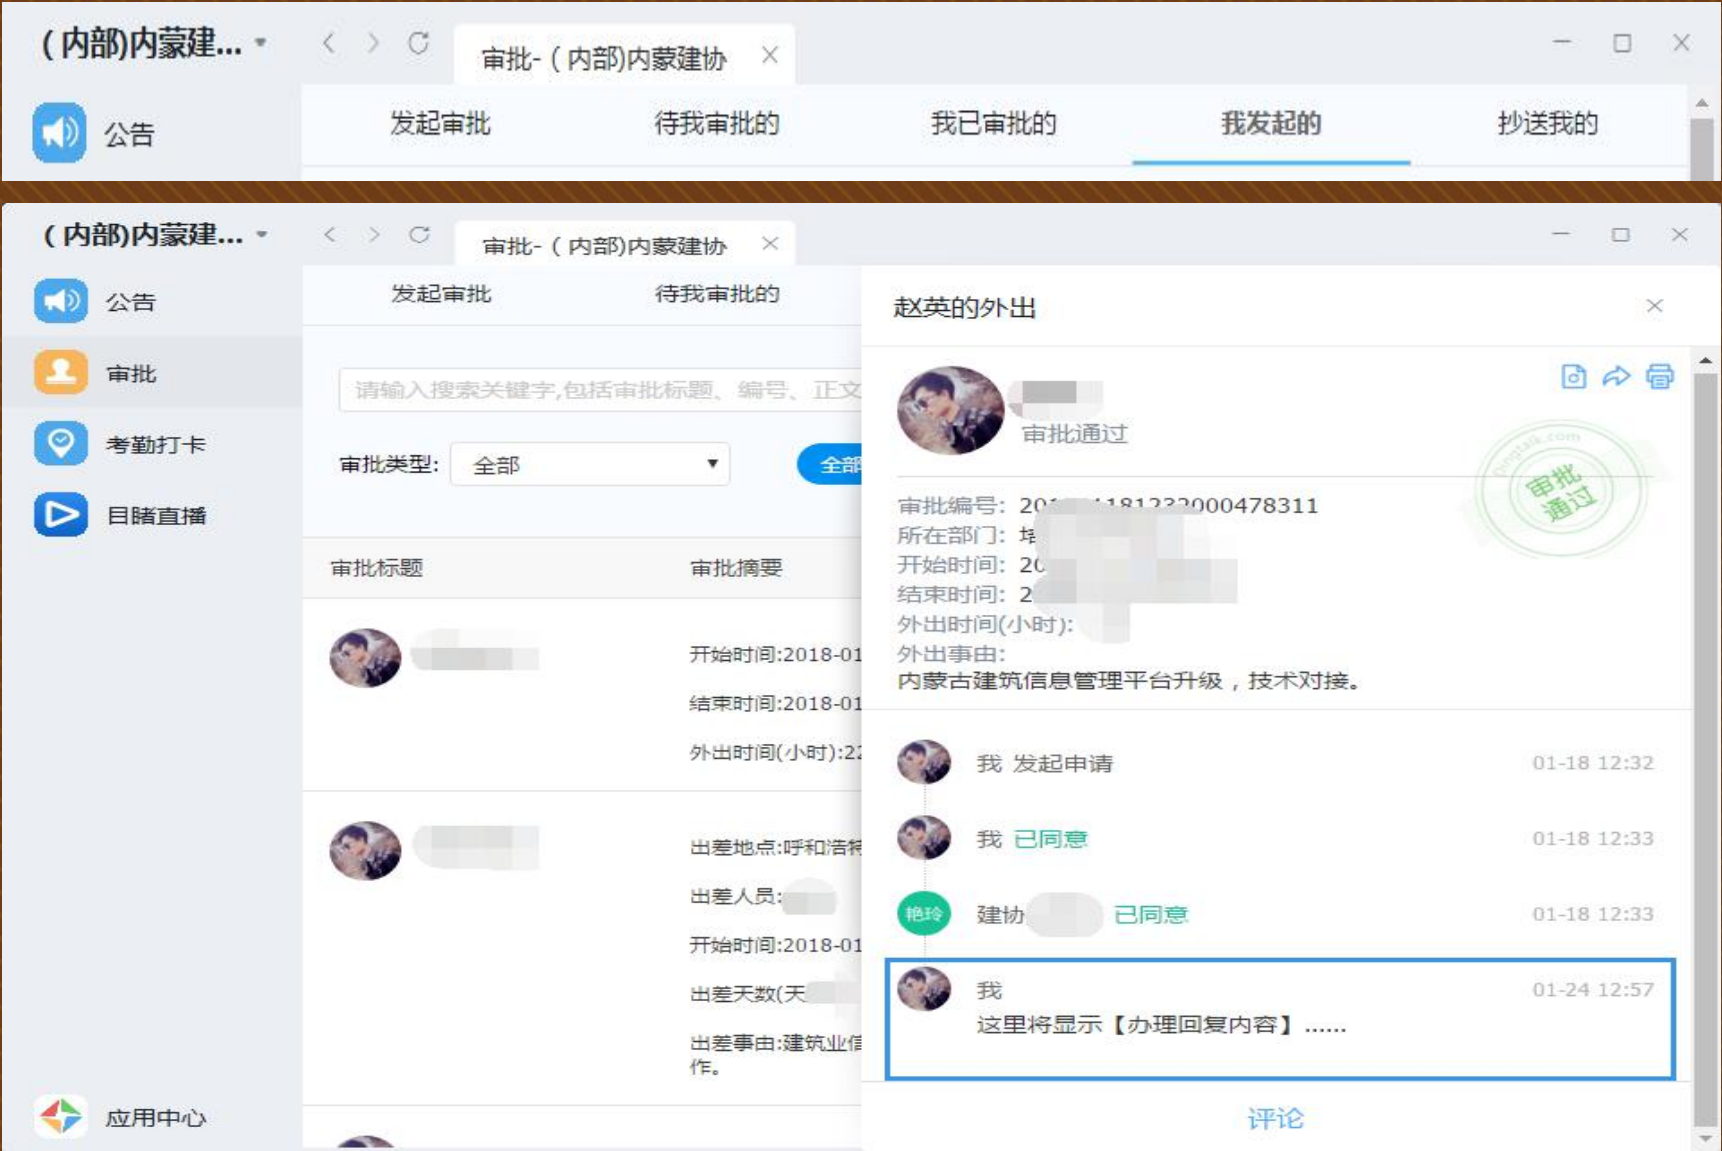 (内部)内蒙建...
审批-(内部)内蒙建协
公告
发起审批
待我审批的
我已审批的
我发起的
抄送我的
(内部)内蒙建...
审批-(内部)内蒙建协
公告
审批
考勤打卡
目睹直播
应用中心
发起审批
待我审批的
请输入搜索关键字,包括审批标题、编号、正文
审批类型:
全部
全部
审批标题
审批摘要
开始时间:2018-01
结束时间:2018-01
外出时间(小时):22
出差地点:呼和浩特
出差人员:
开始时间:2018-01
出差天数(天
出差事由:建筑业信
作。
赵英的外出
审批通过
Dingtalk.com
审批
通过
审批编号: 20 181232000478311
所在部门: 培
开始时间: 20
结束时间: 2
外出时间(小时):
外出事由:
内蒙古建筑信息管理平台升级，技术对接。
我 发起申请
01-18 12:32
我 已同意
01-18 12:33
艳玲
建协 已同意
01-18 12:33
我
01-24 12:57
这里将显示【办理回复内容】......
评论